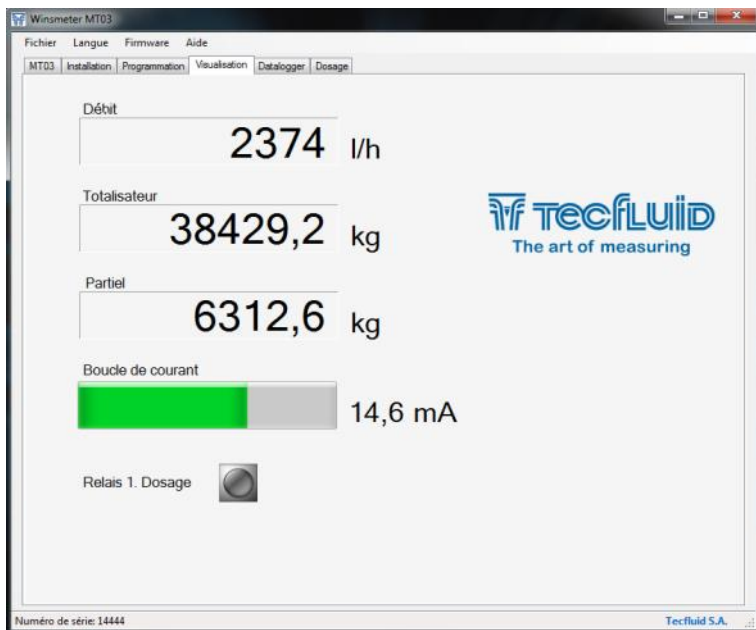 Winsmeter MT03
Fichier Langue Firmware Aide
MT03 Installation Programmation Visualisation Datalogger Dosage
Débit
2374 l/h
Totalisateur
38429,2 kg
TECFLUID
The art of measuring
Partiel
6312,6 kg
Boucle de courant
14,6 mA
Relais 1. Dosage
Numéro de série: 14444 Tecfluid S.A.